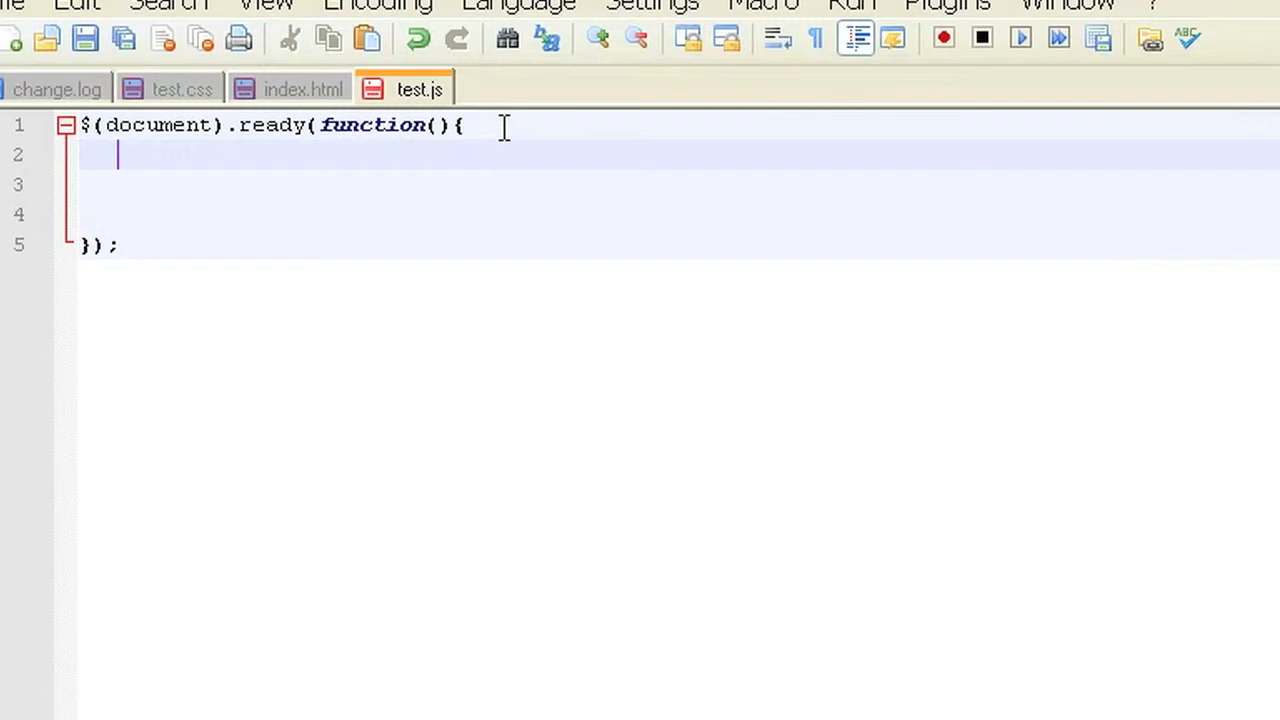 Edit Search View Encoding Language Settings Macro Run Plugins Window ?
ABC
change.log test.css index.html test.js
1 $(document).ready(function(){
2
3
4
5 });